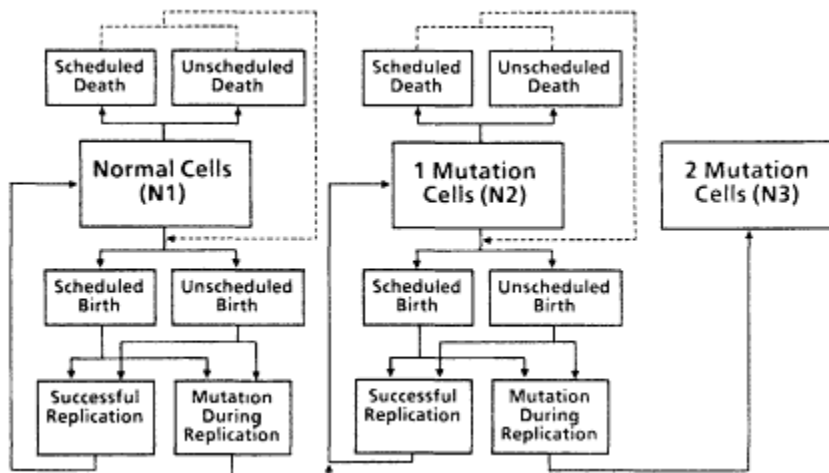 Scheduled
Death
Unscheduled
Death
Scheduled
Death
Unscheduled
Death
Normal Cells
(N1)
1 Mutation
Cells (N2)
2 Mutation
Cells (N3)
Scheduled
Birth
Unscheduled
Birth
Scheduled
Birth
Unscheduled
Birth
Successful
Replication
Mutation
During
Replication
Successful
Replication
Mutation
During
Replication